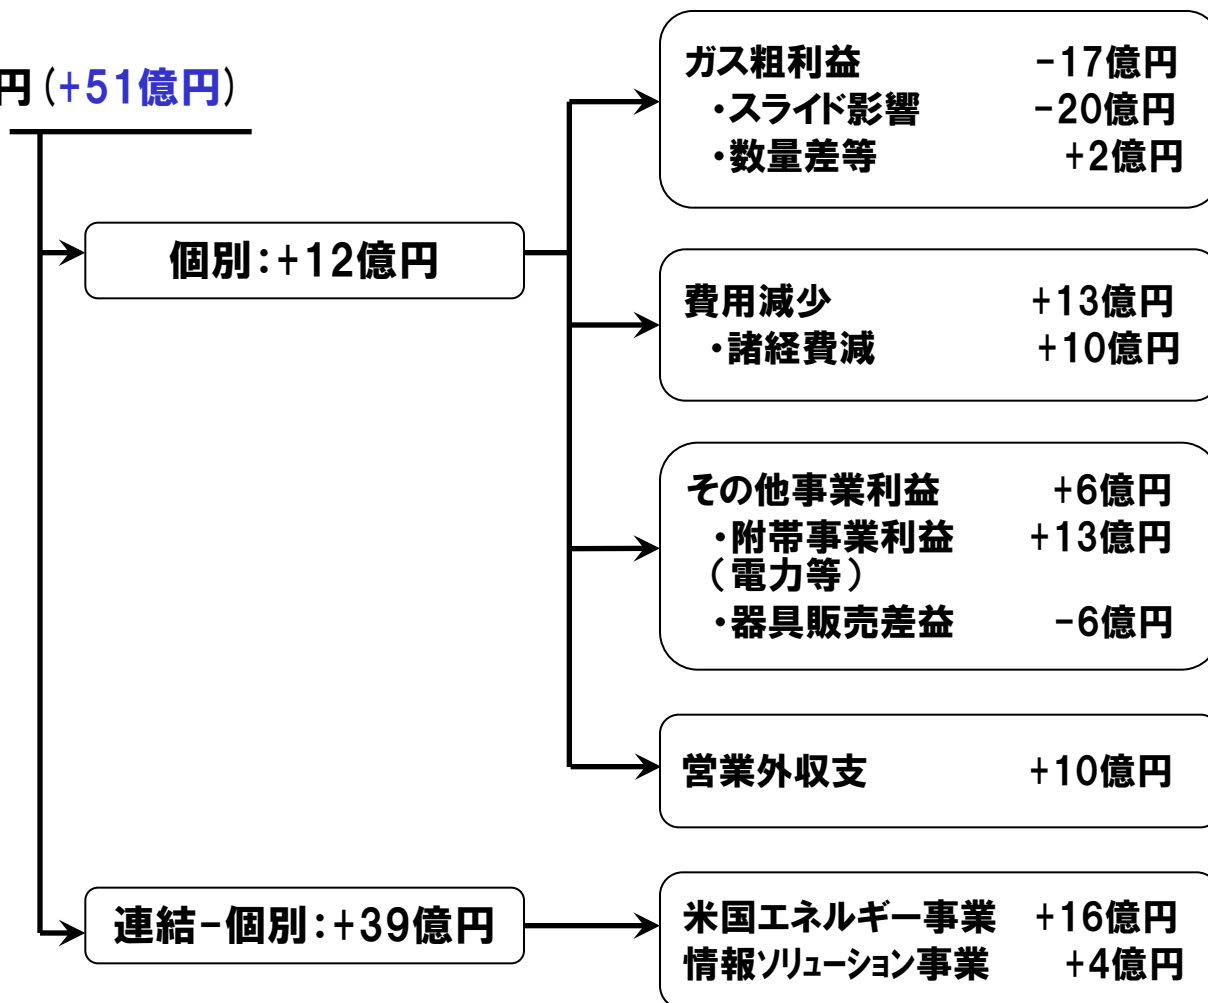 円(+51億円)
個別:+12億円
連結-個別:+39億円
ガス粗利益 -17億円
・スライド影響 -20億円
・数量差等 +2億円
費用減少 +13億円
・諸経費減 +10億円
その他事業利益 +6億円
・附帯事業利益 +13億円
(電力等)
・器具販売差益 -6億円
営業外収支 +10億円
米国エネルギー事業 +16億円
情報ソリューション事業 +4億円